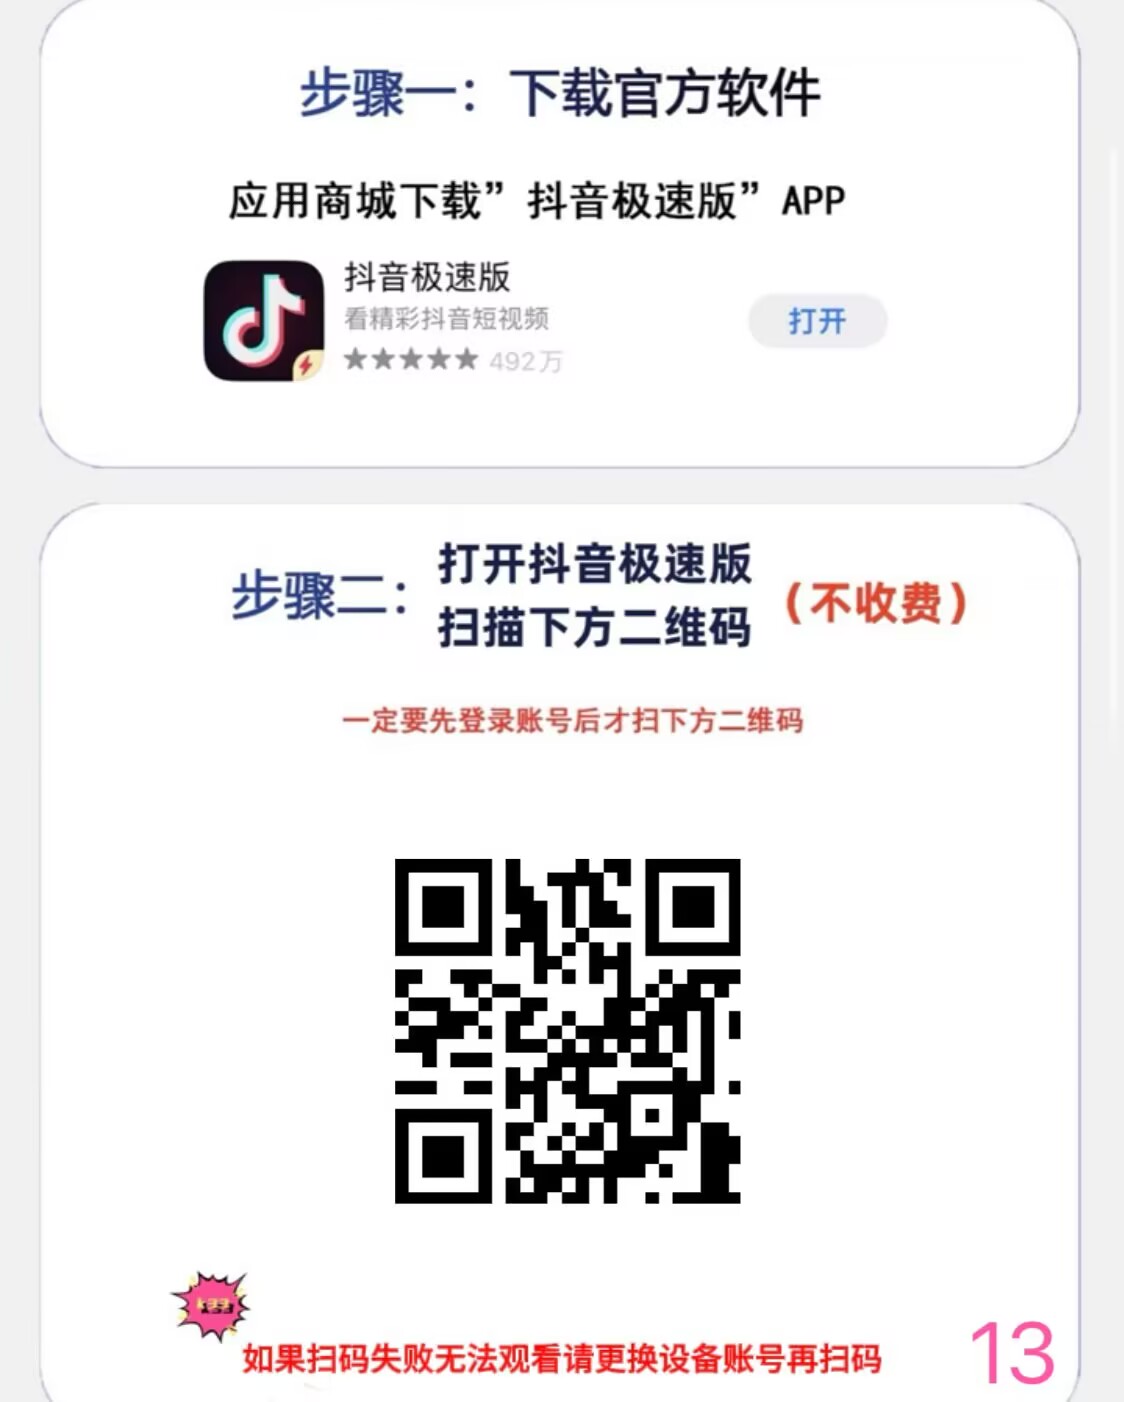 步骤一：下载官方软件
应用商城下载”抖音极速版”APP
抖音极速版
看精彩抖音短视频
492万
打开
步骤二：
打开抖音极速版
扫描下方二维码
（不收费）
一定要先登录账号后才扫下方二维码
如果扫码失败无法观看请更换设备账号再扫码
13